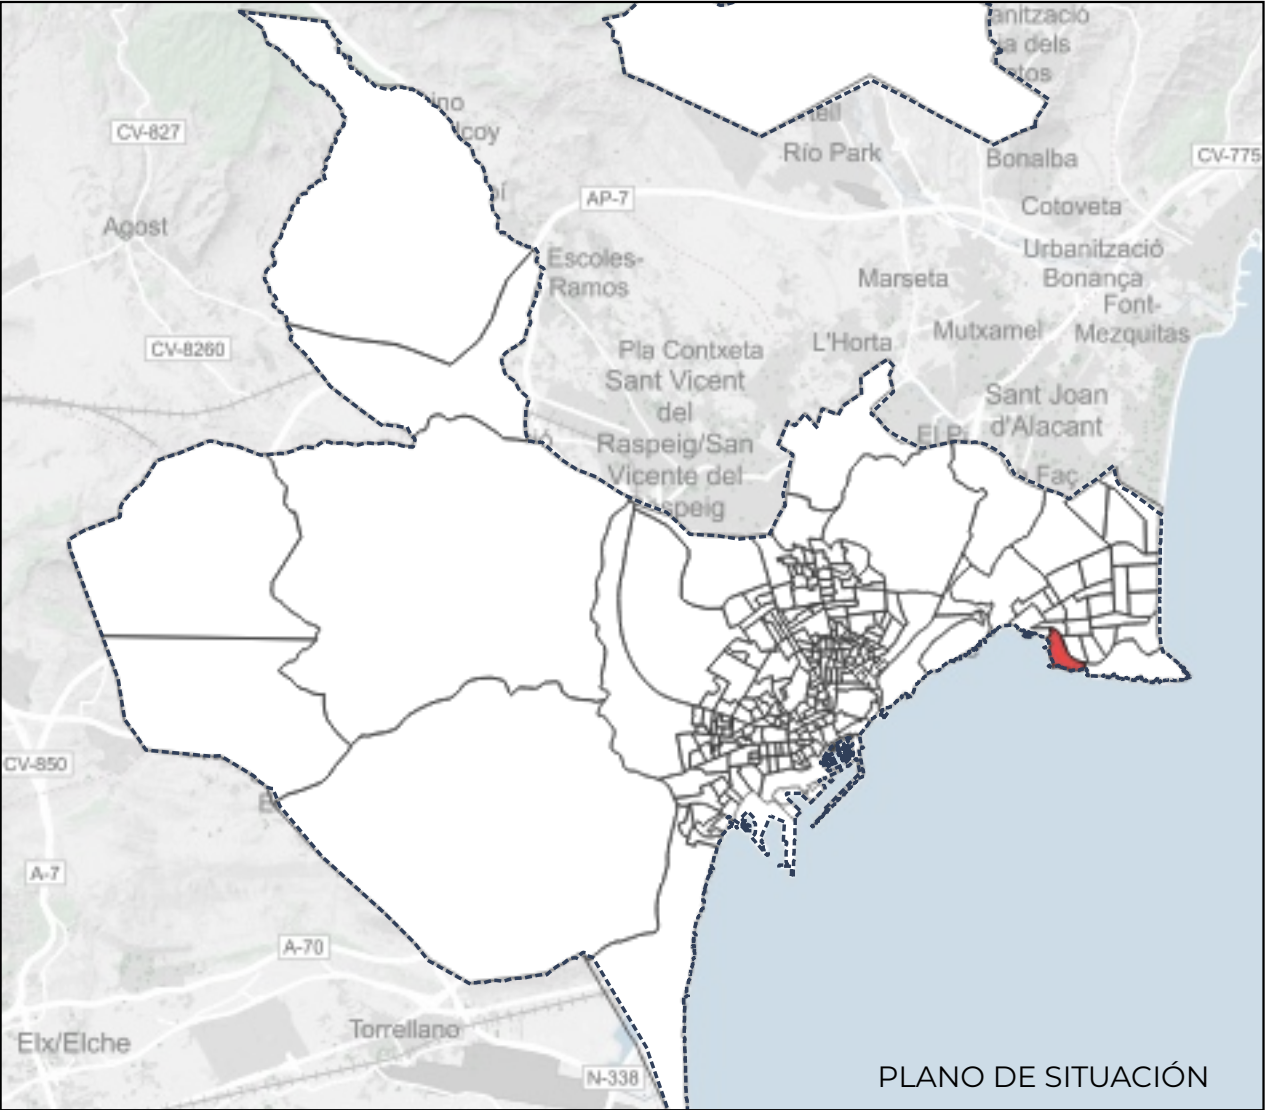 anització
ia dels
CV-827
Río Park
Bonalba
CV-775
AP-7
Cotoveta
Agost
Escoles-
Ramos
Urbanització
Bonança
Marseta
Font-
Mezquitas
Mutxamel
L'Horta
CV-8260
Pla Contxeta
Sant Vicent
del
Raspeig/San
Vicente del
speig
Sant Joan
d'Alacant
Faç
CV-850
A-7
A-70
Elx/Elche
Torrellano
N-338
PLANO DE SITUACIÓN